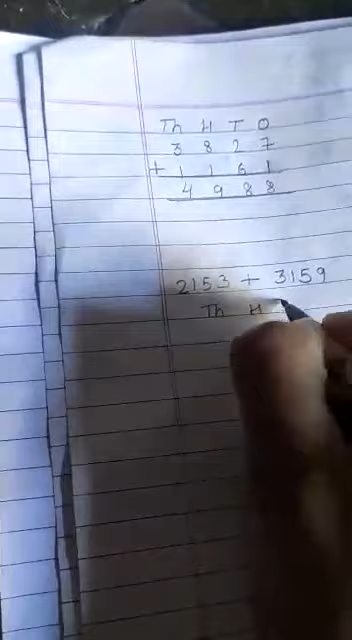 Th H T O
3 8 2 7
+ 1 1 6 1
4 9 8 8
2153 + 3159
Th H